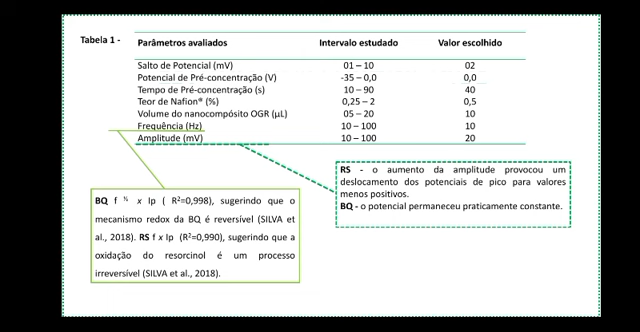 Tabela 1 - Parâmetros avaliados Intervalo estudado Valor escolhido
Salto de Potencial (mV) 01 – 10 02
Potencial de Pré-concentração (V) -35 – 0,0 0,0
Tempo de Pré-concentração (s) 10 – 90 40
Teor de Nafion® (%) 0,25 – 2 0,5
Volume do nanocompósito OGR (µL) 05 – 20 10
Frequência (Hz) 10 – 100 10
Amplitude (mV) 10 – 100 20
RS - o aumento da amplitude provocou um
deslocamento dos potenciais de pico para valores
menos positivos.
BQ - o potencial permaneceu praticamente constante.
BQ f ½ x Ip ( R²=0,998), sugerindo que o
mecanismo redox da BQ é reversível (SILVA et
al., 2018). RS f x Ip (R²=0,990), sugerindo que a
oxidação do resorcinol é um processo
irreversível (SILVA et al., 2018).